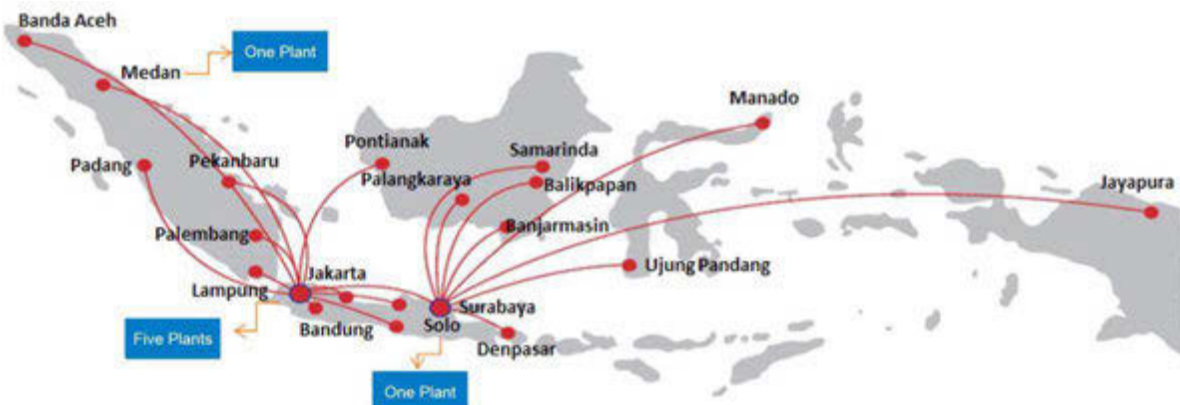 Banda Aceh
One Plant
Medan
Manado
Pontianak
Samarinda
Padang
Pekanbaru
Palangkaraya
Balikpapan
Jayapura
Banjarmasin
Palembang
Ujung Pandang
Jakarta
Lampung
Surabaya
Bandung
Solo
Five Plants
Denpasar
One Plant